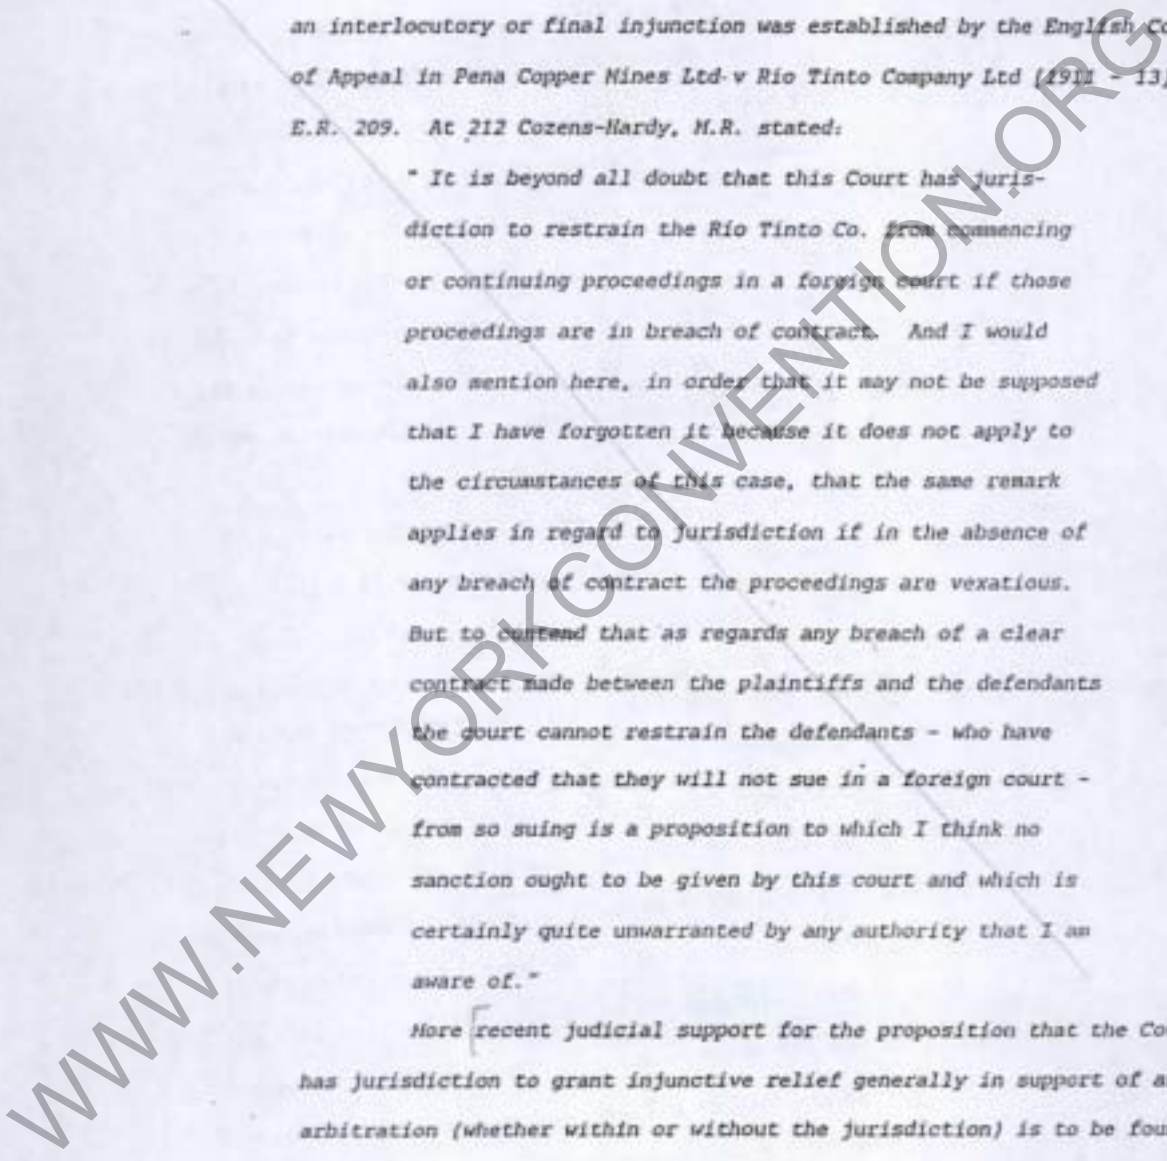 an interlocutory or final injunction was established by the English Co
of Appeal in Pena Copper Mines Ltd v Rio Tinto Company Ltd (1911 - 13)
E.R. 209. At 212 Cozens-Hardy, M.R. stated:
" It is beyond all doubt that this Court has juris-
diction to restrain the Rio Tinto Co. from commencing
or continuing proceedings in a foreign court if those
proceedings are in breach of contract. And I would
also mention here, in order that it may not be supposed
that I have forgotten it because it does not apply to
the circumstances of this case, that the same remark
applies in regard to jurisdiction if in the absence of
any breach of contract the proceedings are vexatious.
But to contend that as regards any breach of a clear
contract made between the plaintiffs and the defendants
the court cannot restrain the defendants - who have
contracted that they will not sue in a foreign court -
from so suing is a proposition to which I think no
sanction ought to be given by this court and which is
certainly quite unwarranted by any authority that I am
aware of."
More recent judicial support for the proposition that the Co
has jurisdiction to grant injunctive relief generally in support of a
arbitration (whether within or without the jurisdiction) is to be fou
WWW.NEWYORKCONVENTION.ORG